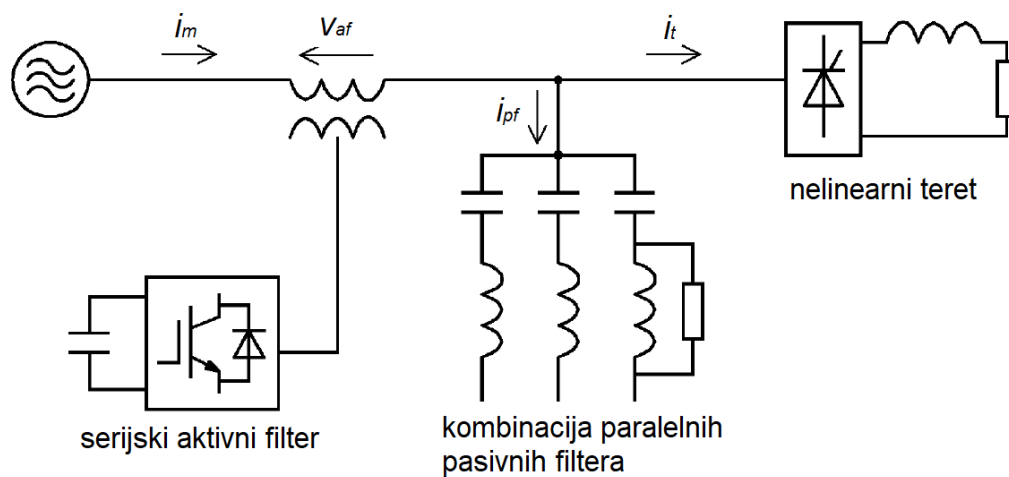 im
Vaf
it
ipf
nelinearni teret
serijski aktivni filter
kombinacija paralelnih
pasivnih filtera